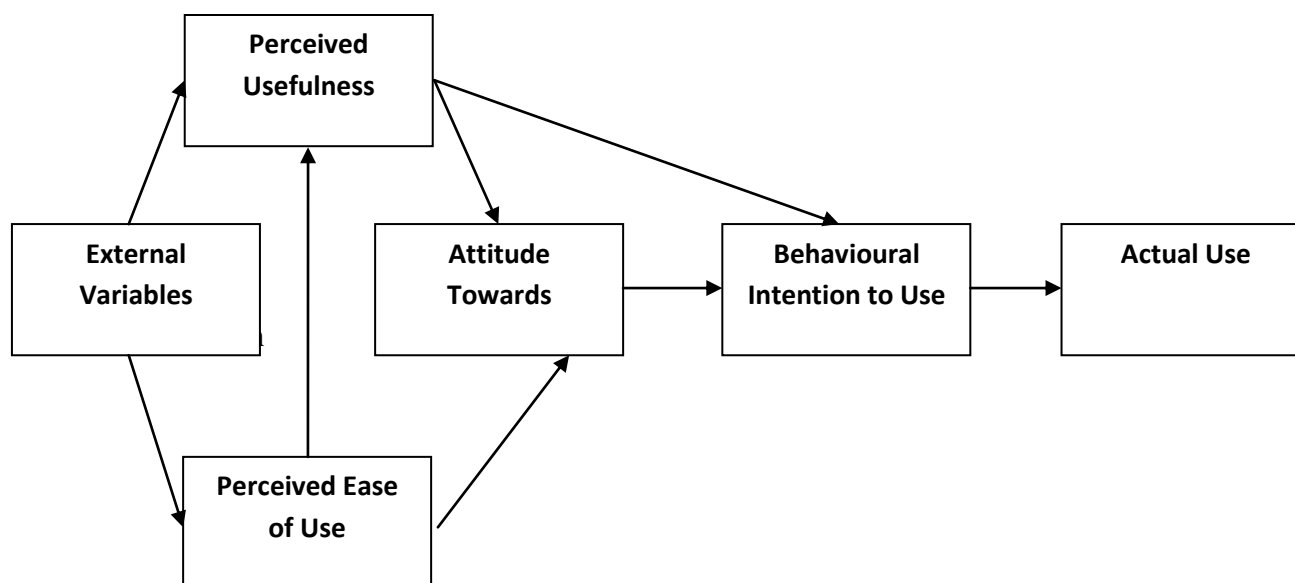 Perceived
Usefulness
External
Variables
Attitude
Towards
Behavioural
Intention to Use
Actual Use
Perceived Ease
of Use